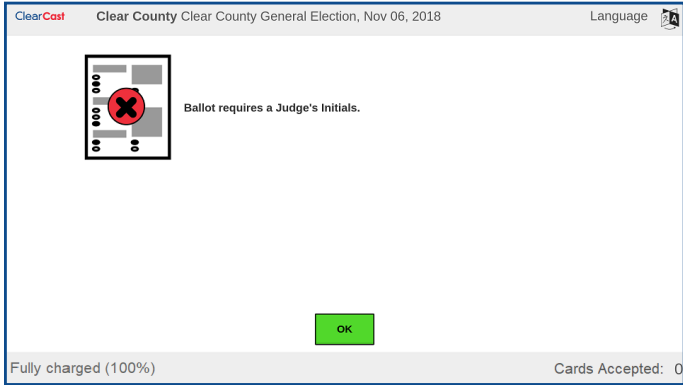 ClearCast Clear County Clear County General Election, Nov 06, 2018 Language
Ballot requires a Judge's Initials.
OK
Fully charged (100%) Cards Accepted: 0